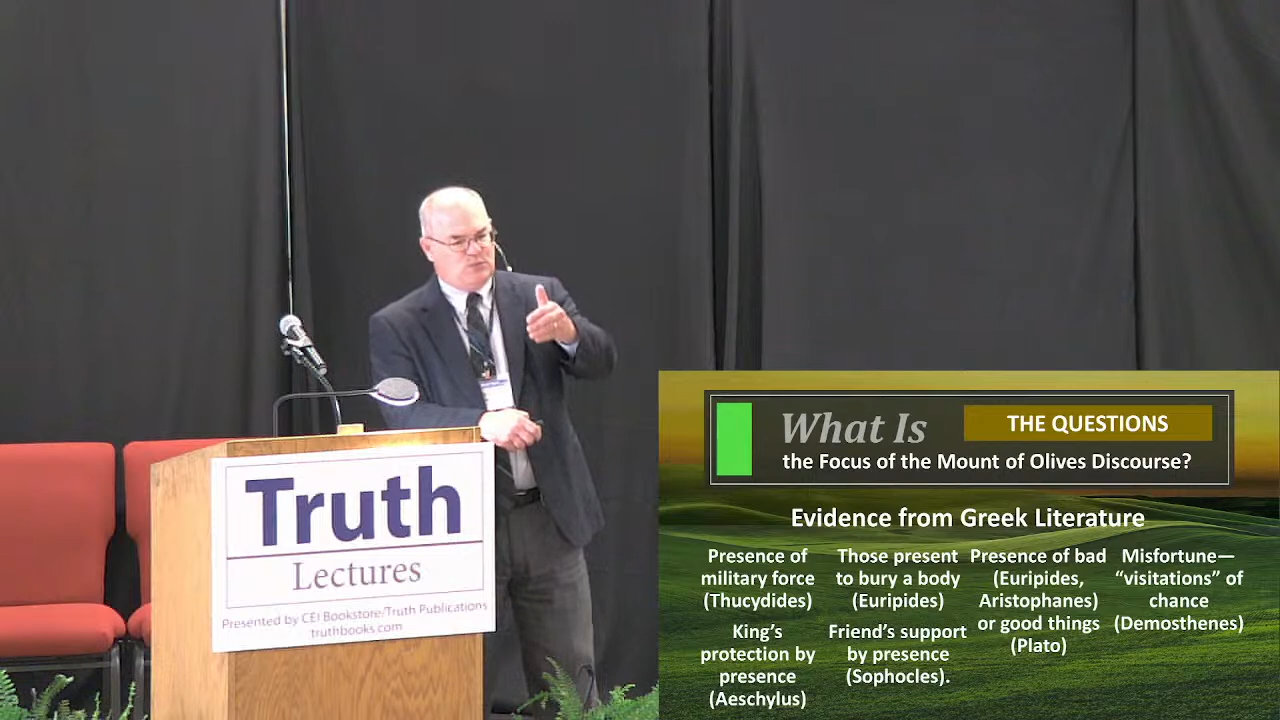 Truth
Lectures
Presented by CEI Bookstore/Truth Publications
truthbooks.com
What Is
THE QUESTIONS
the Focus of the Mount of Olives Discourse?
Evidence from Greek Literature
Presence of
military force
(Thucydides)
King's
protection by
presence
(Aeschylus)
Those present
to bury a body
(Euripides)
Friend's support
by presence
(Sophocles).
Presence of bad
(Euripides,
Aristophanes)
or good things
(Plato)
Misfortune—
“visitations” of
chance
(Demosthenes)